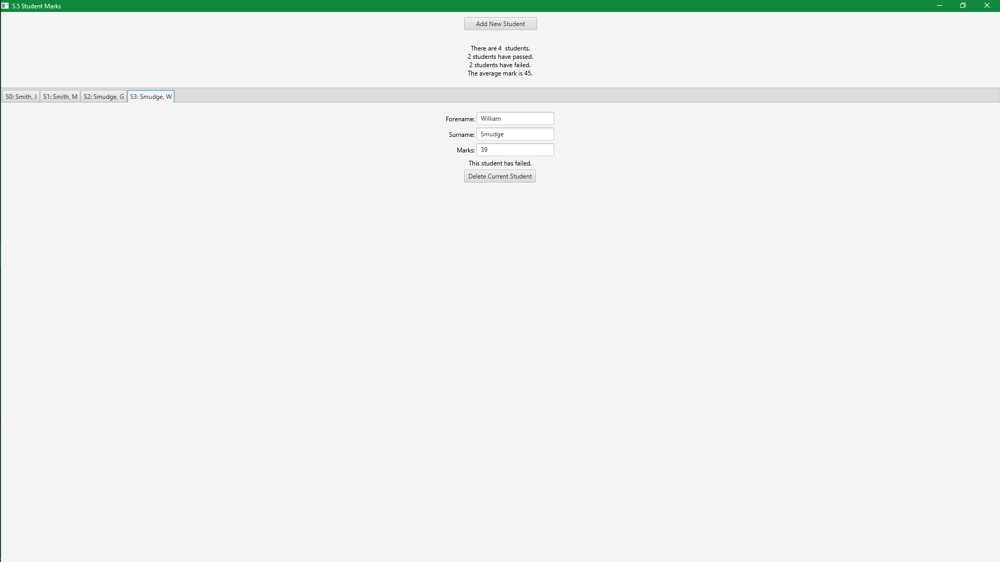 5.5 Student Marks
Add New Student
There are 4  students.
2 students have passed.
2 students have failed.
The average mark is 45.
S0: Smith, J
S1: Smith, M
S2: Smudge, G
S3: Smudge, W
Forename: William
Surname: Smudge
Marks: 39
This student has failed.
Delete Current Student